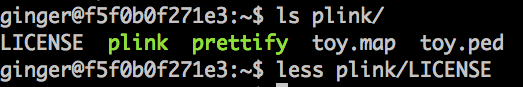 ginger@f5f0b0f271e3:~$ ls plink/
LICENSE  plink  prettify  toy.map  toy.ped
ginger@f5f0b0f271e3:~$ less plink/LICENSE